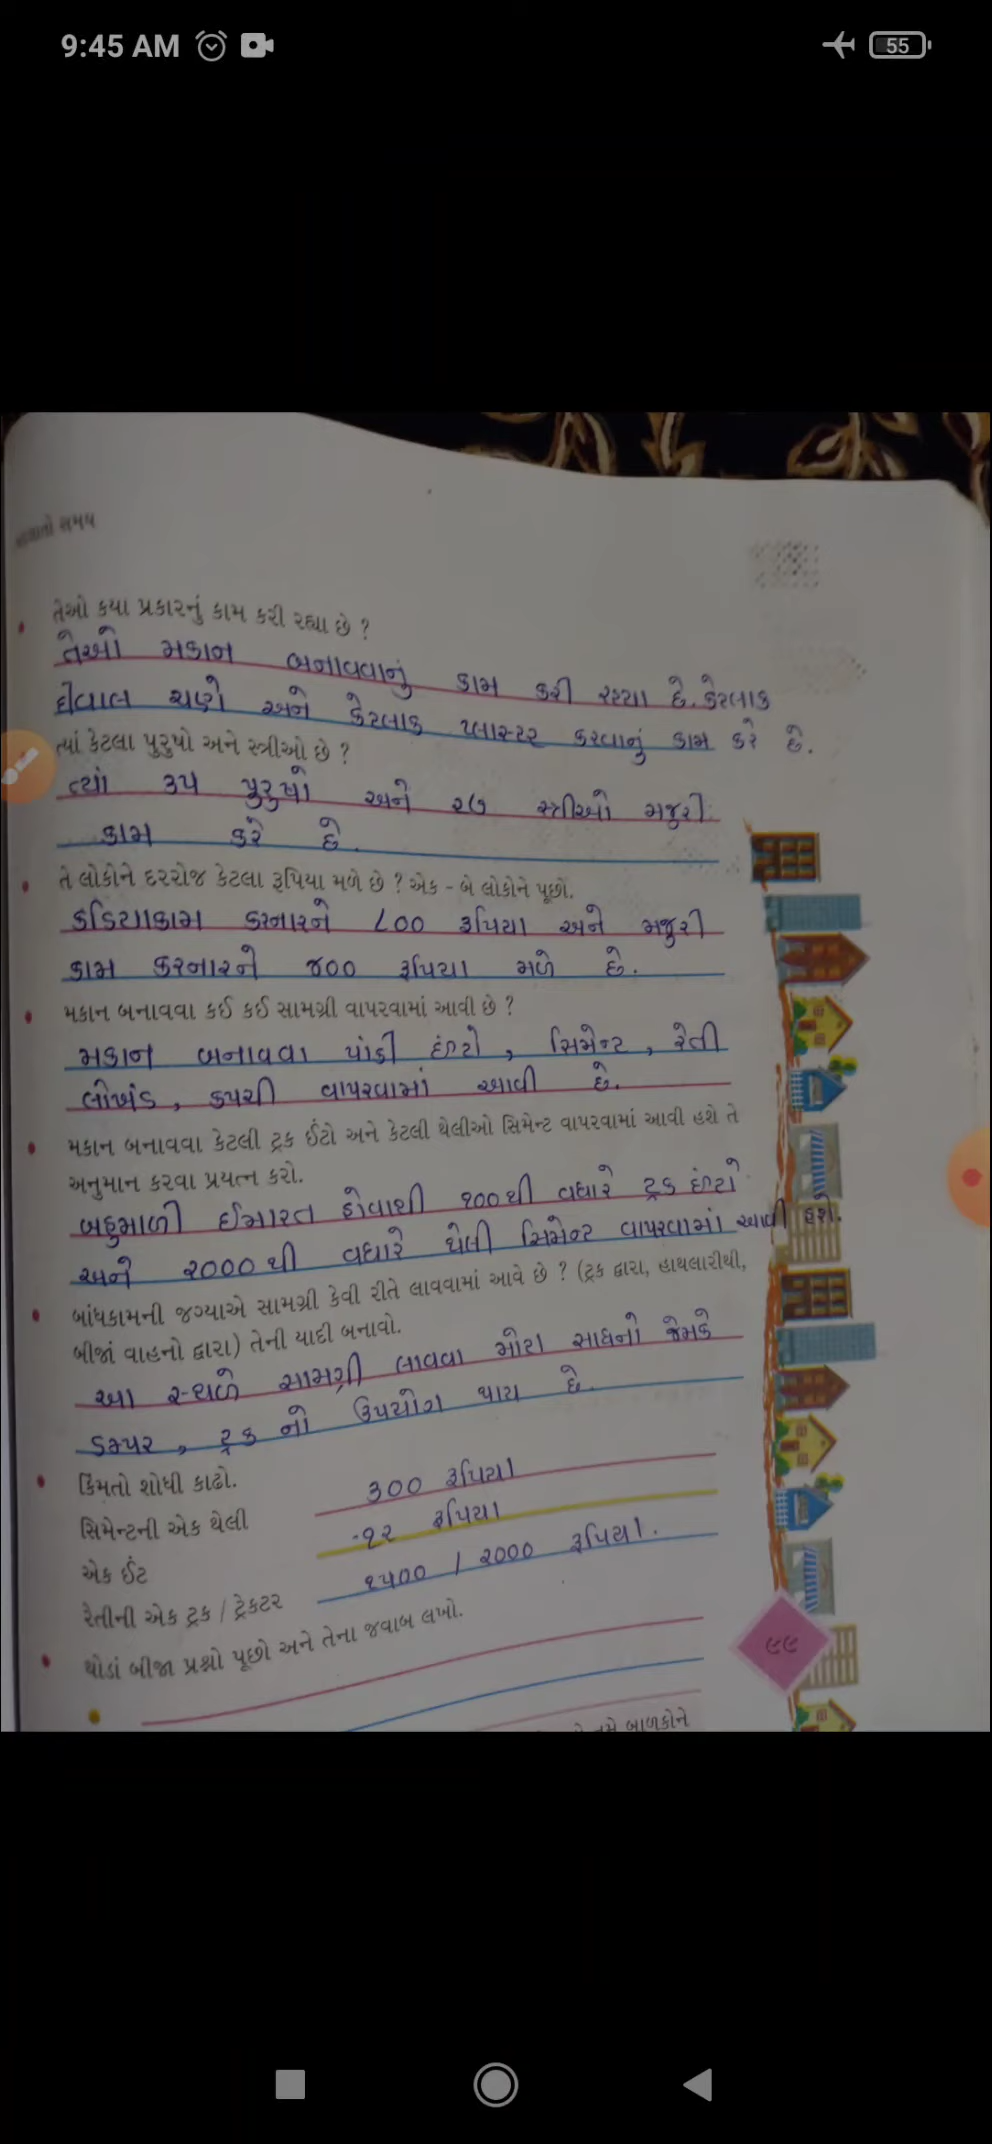 9:45 AM
55
સમય
તેઓ કયા પ્રકારનું કામ કરી રહ્યા છે ?
તેઓ મકાન બનાવવાનું કામ કરી રહ્યા છે. કેટલાક
દીવાલ ચણે અને કેટલાક પ્લાસ્ટર કરવાનું કામ કરે છે.
ત્યાં કેટલા પુરુષો અને સ્ત્રીઓ છે ?
ત્યાં ૩૫ પુરુષો અને ૨૭ સ્ત્રીઓ મજુરી
કામ કરે છે.
તે લોકોને દરરોજ કેટલા રૂપિયા મળે છે ? એક - બે લોકોને પૂછો.
કડિયાકામ કરનારને ૮૦૦ રૂપિયા અને મજુરી
કામ કરનારને ૪૦૦ રૂપિયા મળે છે.
મકાન બનાવવા કઈ કઈ સામગ્રી વાપરવામાં આવી છે ?
મકાન બનાવવા પાકી ઈંટો, સિમેન્ટ, રેતી
લોખંડ, કપચી વાપરવામાં આવી છે.
મકાન બનાવવા કેટલી ટ્રક ઈંટો અને કેટલી થેલીઓ સિમેન્ટ વાપરવામાં આવી હશે તે
અનુમાન કરવા પ્રયત્ન કરો.
બહુમાળી ઈમારત હોવાથી ૧૦૦થી વધારે ટ્રક ઈંટો
અને ૨૦૦૦થી વધારે થેલી સિમેન્ટ વાપરવામાં આવી હશે.
બાંધકામની જગ્યાએ સામગ્રી કેવી રીતે લાવવામાં આવે છે ? (ટ્રક દ્વારા, હાથલારીથી,
બીજાં વાહનો દ્વારા) તેની યાદી બનાવો.
આ સ્થળે સામગ્રી લાવવા મોટા સાધનો જેમકે
ડમ્પર, ટ્રક નો ઉપયોગ થાય છે.
કિંમતો શોધી કાઢો.
સિમેન્ટની એક થેલી ૩૦૦ રૂપિયા
એક ઈંટ ૧૨ રૂપિયા
રેતીની એક ટ્રક / ટ્રેક્ટર ૧૫૦૦ / ૨૦૦૦ રૂપિયા.
થોડાં બીજા પ્રશ્નો પૂછો અને તેના જવાબ લખો.
૯૯
તમે બાળકોને